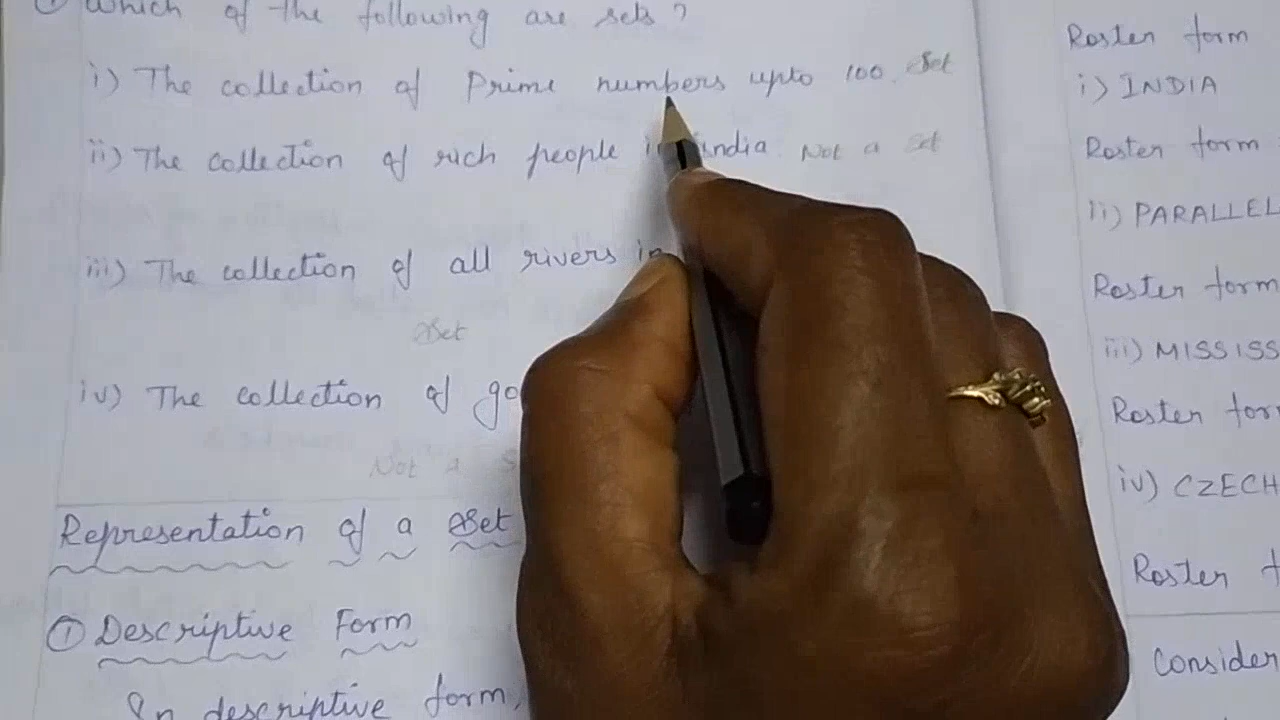 Which of the following are sets?
i) The collection of Prime numbers upto 100. Set
ii) The collection of rich people india Not a set
iii) The collection of all rivers in
Set
iv) The collection of
Not a
Representation of a Set
① Descriptive Form
In descriptive form,
Roster form
i) INDIA
Roster form
ii) PARALLEL
Roster form
iii) MISSISS
Roster for
iv) CZECH
Roster
Consider